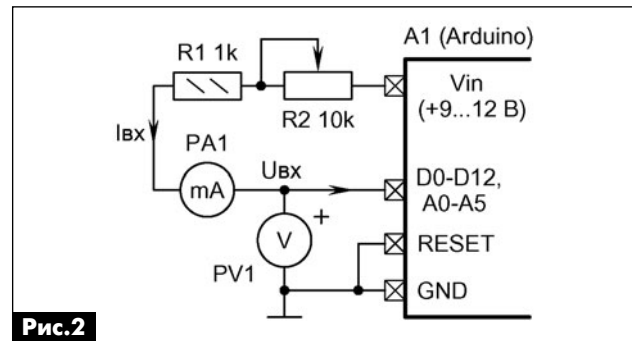 A1 (Arduino)
R1 1k
R2 10k
Vin
(+9...12 В)
Iвх
PA1
mA
Uвх
D0-D12,
A0-A5
+
V
PV1
RESET
GND
Рис.2